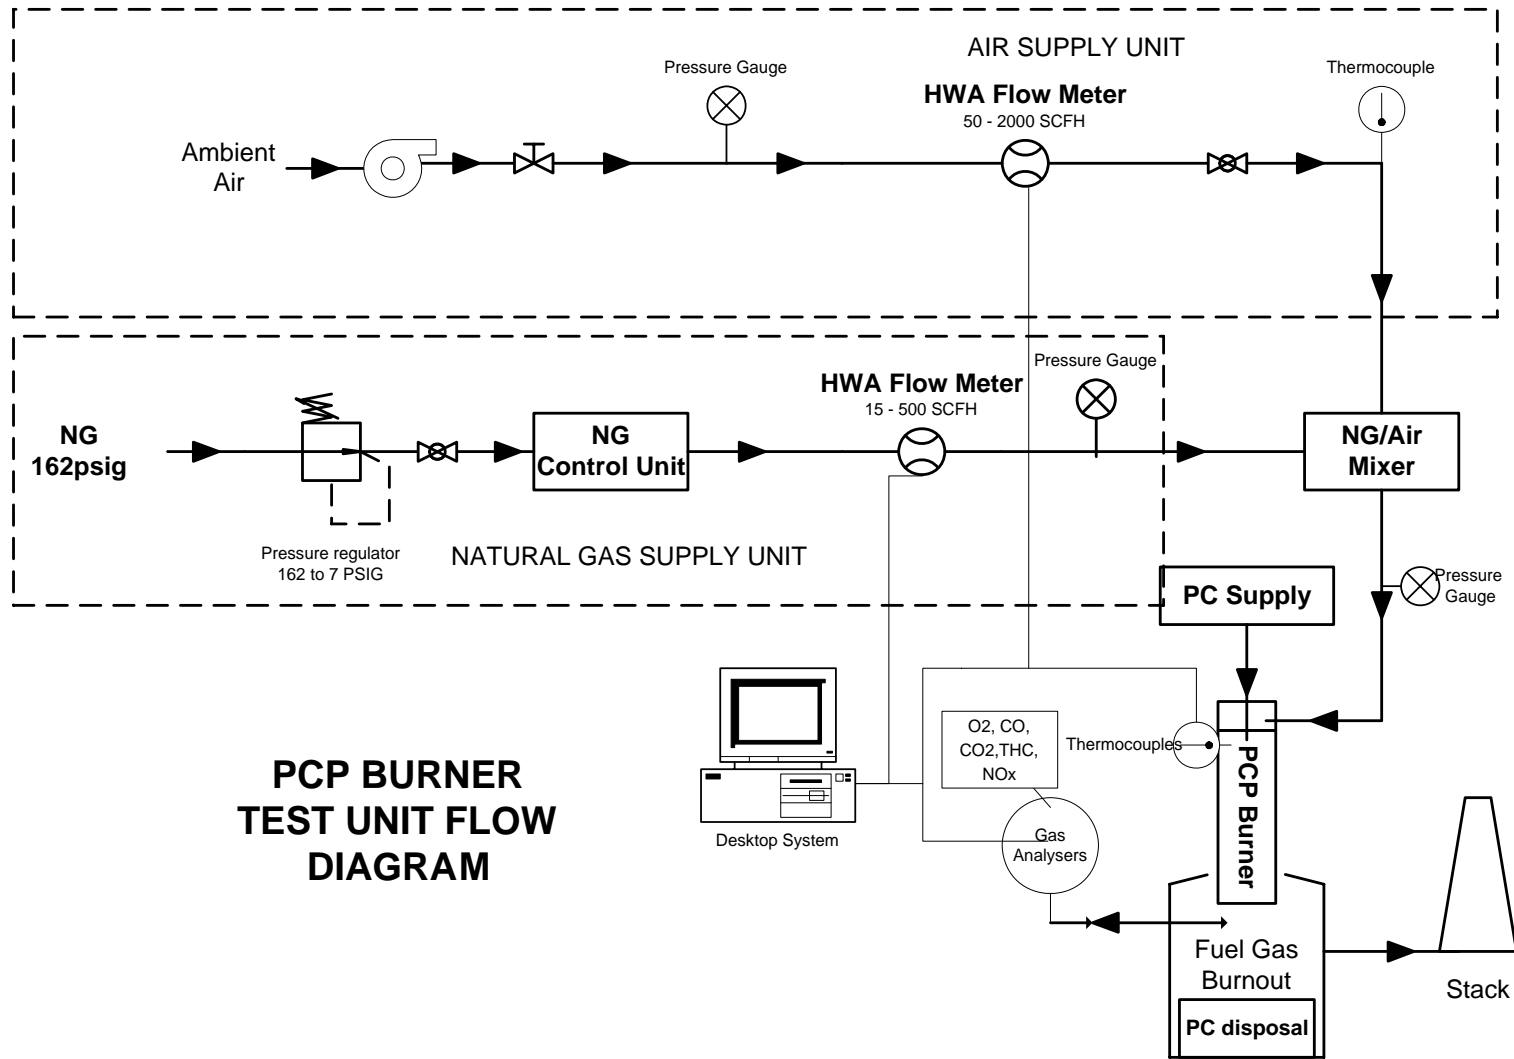 AIR SUPPLY UNIT
Pressure Gauge
Thermocouple
HWA Flow Meter
50 - 2000 SCFH
Ambient
Air
Pressure Gauge
HWA Flow Meter
15 - 500 SCFH
NG
162psig
NG
Control Unit
NG/Air
Mixer
Pressure regulator
162 to 7 PSIG
NATURAL GAS SUPPLY UNIT
PC Supply
Pressure
Gauge
O2, CO,
CO2,THC,
NOx
Thermocouples
PCP Burner
PCP BURNER
TEST UNIT FLOW
DIAGRAM
Desktop System
Gas
Analysers
Fuel Gas
Burnout
Stack
PC disposal